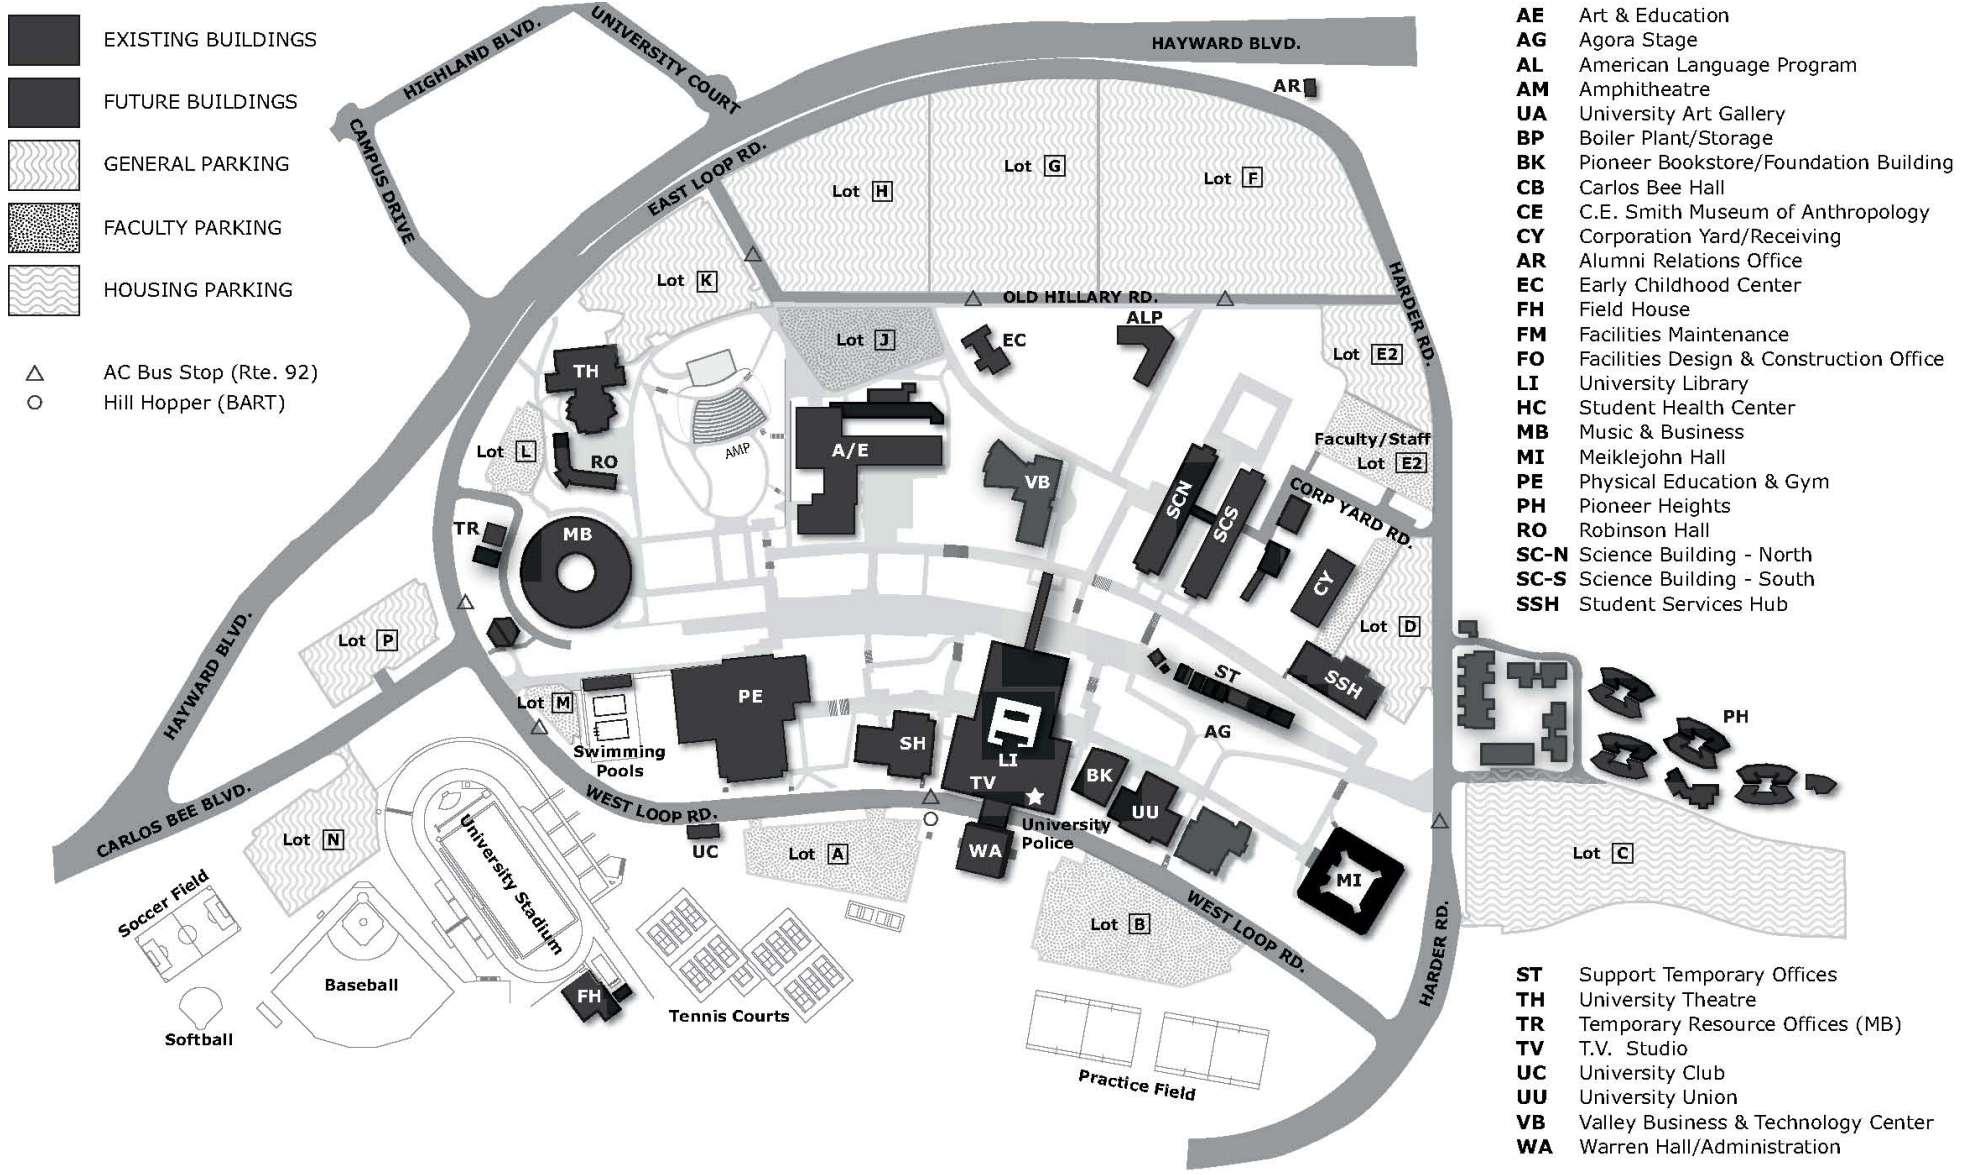 EXISTING BUILDINGS
FUTURE BUILDINGS
GENERAL PARKING
FACULTY PARKING
HOUSING PARKING
AC Bus Stop (Rte. 92)
Hill Hopper (BART)
HIGHLAND BLVD.
UNIVERSITY COURT
HAYWARD BLVD.
CAMPUS DRIVE
EAST LOOP RD.
AR
Lot H
Lot G
Lot F
Lot K
OLD HILLARY RD.
HARDER RD.
Lot J
EC
ALP
Lot E2
TH
Lot L
RO
AMP
A/E
VB
SCN
SCS
Faculty/Staff
Lot E2
CORP YARD RD.
TR
MB
CY
Lot P
Lot D
HAYWARD BLVD.
Lot M
Swimming
Pools
PE
SH
LI
TV
ST
AG
SSH
PH
BK
UU
University
Police
WA
CARLOS BEE BLVD.
WEST LOOP RD.
UC
Lot N
Lot A
MI
Lot C
Soccer Field
University Stadium
Lot B
WEST LOOP RD.
HARDER RD.
Baseball
FH
Tennis Courts
Softball
Practice Field
AE Art & Education
AG Agora Stage
AL American Language Program
AM Amphitheatre
UA University Art Gallery
BP Boiler Plant/Storage
BK Pioneer Bookstore/Foundation Building
CB Carlos Bee Hall
CE C.E. Smith Museum of Anthropology
CY Corporation Yard/Receiving
AR Alumni Relations Office
EC Early Childhood Center
FH Field House
FM Facilities Maintenance
FO Facilities Design & Construction Office
LI University Library
HC Student Health Center
MB Music & Business
MI Meiklejohn Hall
PE Physical Education & Gym
PH Pioneer Heights
RO Robinson Hall
SC-N Science Building - North
SC-S Science Building - South
SSH Student Services Hub
ST Support Temporary Offices
TH University Theatre
TR Temporary Resource Offices (MB)
TV T.V. Studio
UC University Club
UU University Union
VB Valley Business & Technology Center
WA Warren Hall/Administration